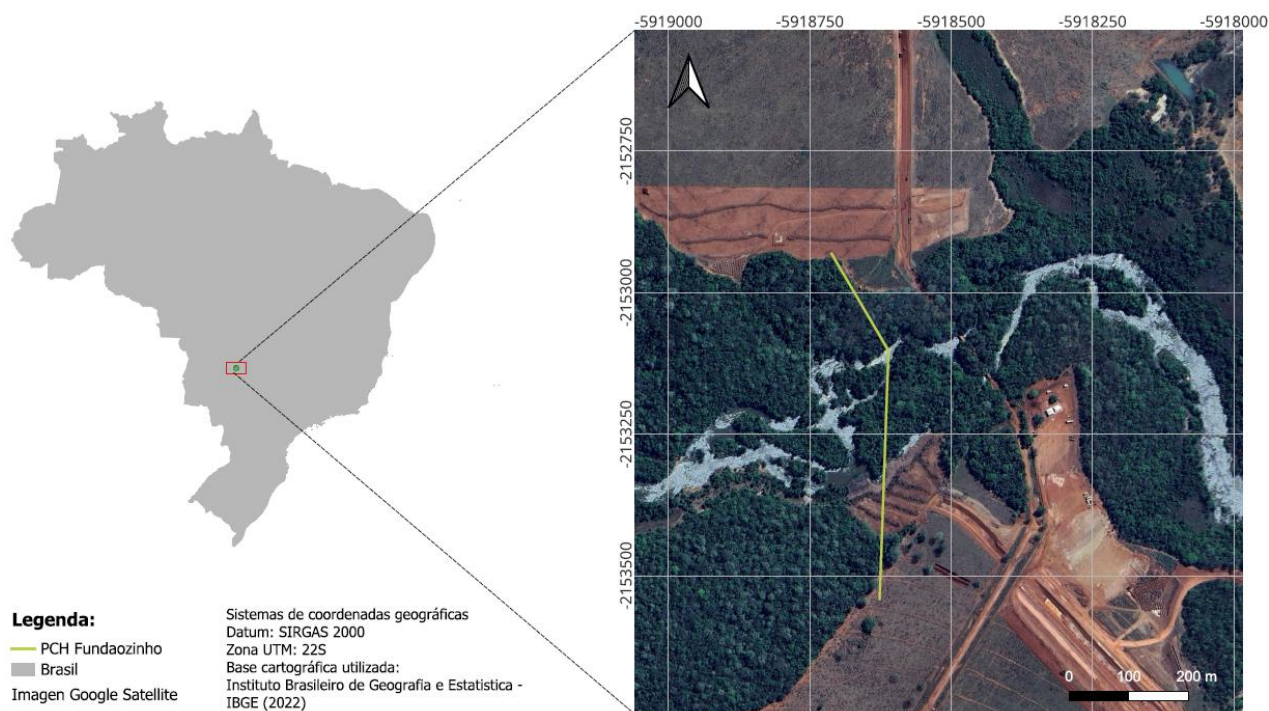 -5919000 -5918750 -5918500 -5918250 -5918000
-2152750
-2153000
-2153250
-2153500
Legenda:
PCH Fundaozinho
Brasil
Imagen Google Satellite
Sistemas de coordenadas geográficas
Datum: SIRGAS 2000
Zona UTM: 22S
Base cartográfica utilizada:
Instituto Brasileiro de Geografia e Estatistica -
IBGE (2022)
0 100 200 m